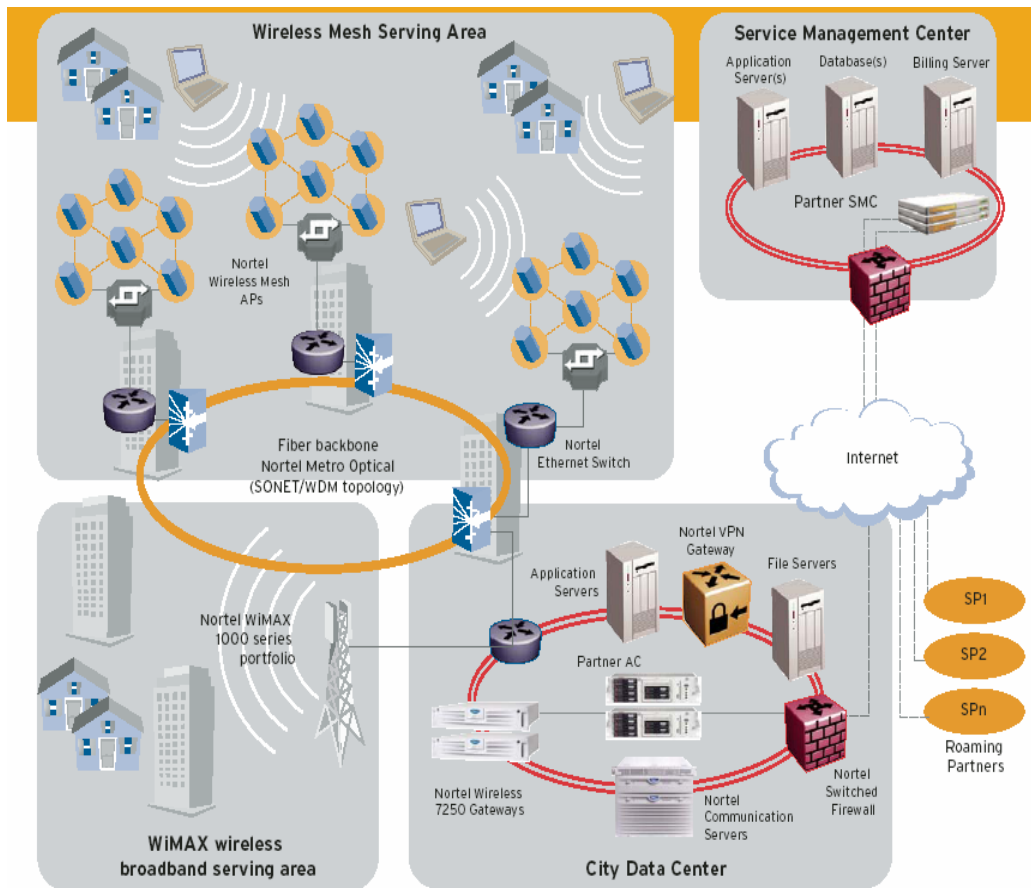 Wireless Mesh Serving Area
Nortel
Wireless Mesh
APs
Fiber backbone
Nortel Metro Optical
(SONET/WDM topology)
Nortel
Ethernet Switch
Service Management Center
Application
Server(s)
Database(s)
Billing Server
Partner SMC
Internet
SP1
SP2
SPn
Roaming
Partners
Nortel WiMAX
1000 series
portfolio
WiMAX wireless
broadband serving area
Application
Servers
Nortel VPN
Gateway
File Servers
Partner AC
Nortel Wireless
7250 Gateways
Nortel
Communication
Servers
Nortel
Switched
Firewall
City Data Center